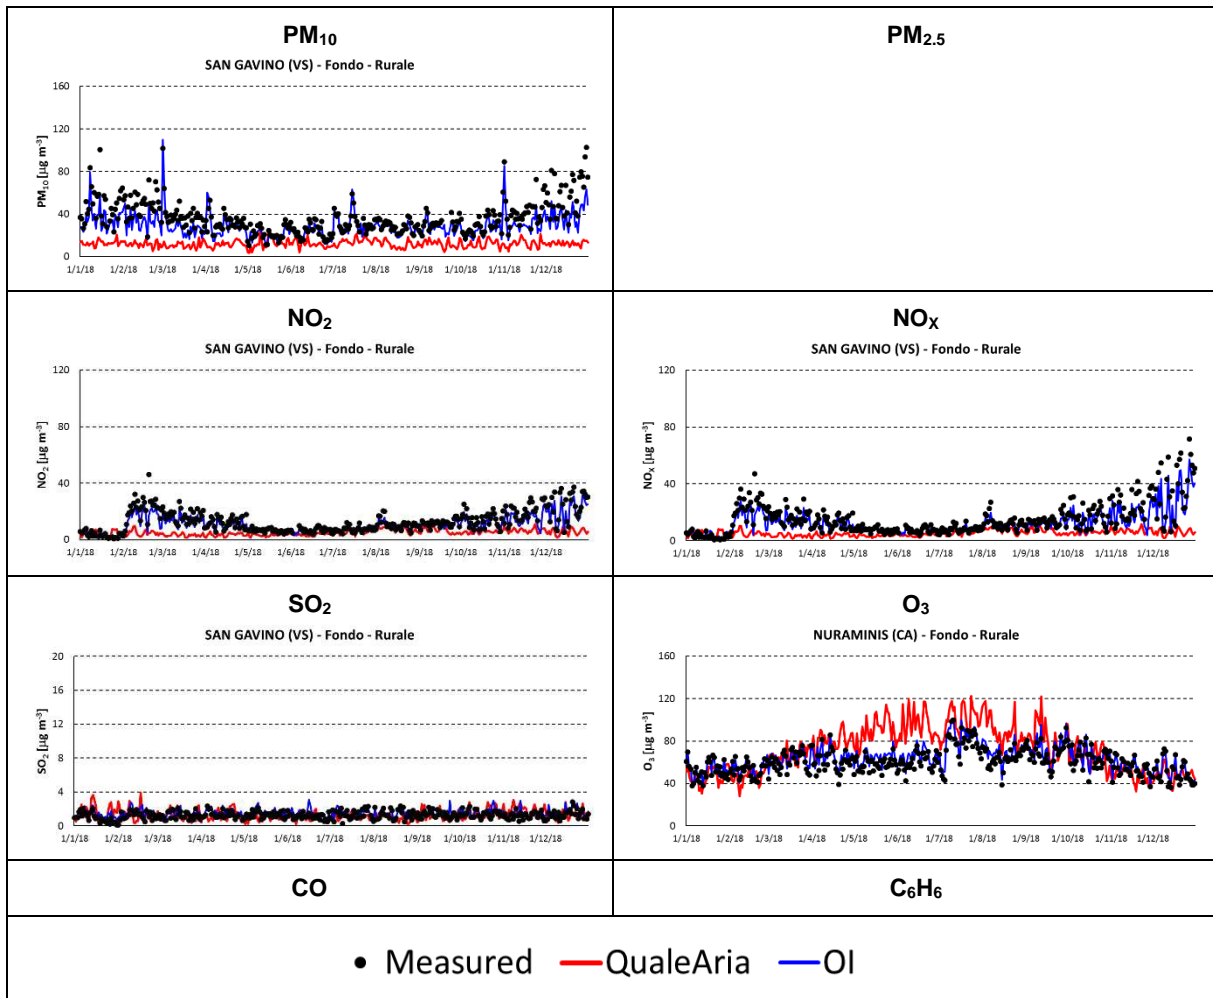 PM₁₀
SAN GAVINO (VS) - Fondo - Rurale
PM₁₀ [µg m⁻³]
160
120
80
40
0
1/1/18 1/2/18 1/3/18 1/4/18 1/5/18 1/6/18 1/7/18 1/8/18 1/9/18 1/10/18 1/11/18 1/12/18
PM₂.₅
NO₂
SAN GAVINO (VS) - Fondo - Rurale
NO₂ [µg m⁻³]
120
80
40
0
1/1/18 1/2/18 1/3/18 1/4/18 1/5/18 1/6/18 1/7/18 1/8/18 1/9/18 1/10/18 1/11/18 1/12/18
NOₓ
SAN GAVINO (VS) - Fondo - Rurale
NOₓ [µg m⁻³]
120
80
40
0
1/1/18 1/2/18 1/3/18 1/4/18 1/5/18 1/6/18 1/7/18 1/8/18 1/9/18 1/10/18 1/11/18 1/12/18
SO₂
SAN GAVINO (VS) - Fondo - Rurale
SO₂ [µg m⁻³]
20
16
12
8
4
0
1/1/18 1/2/18 1/3/18 1/4/18 1/5/18 1/6/18 1/7/18 1/8/18 1/9/18 1/10/18 1/11/18 1/12/18
O₃
NURAMINIS (CA) - Fondo - Rurale
O₃ [µg m⁻³]
160
120
80
40
0
1/1/18 1/2/18 1/3/18 1/4/18 1/5/18 1/6/18 1/7/18 1/8/18 1/9/18 1/10/18 1/11/18 1/12/18
CO
C₆H₆
Measured QualeAria OI